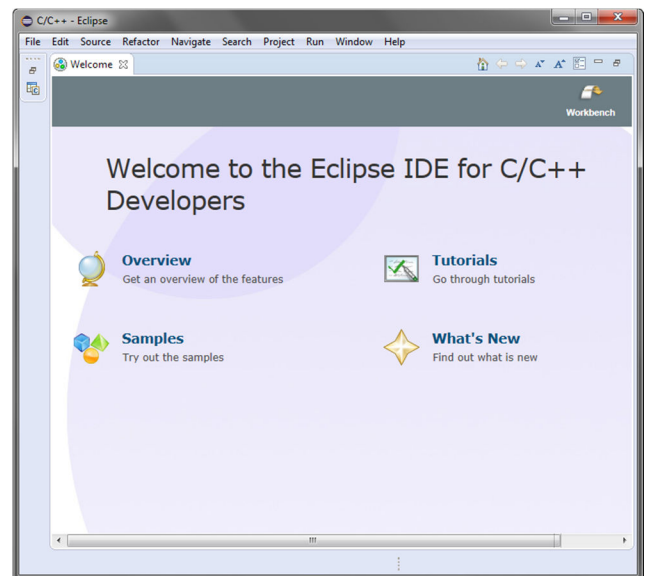 C/C++ - Eclipse
File Edit Source Refactor Navigate Search Project Run Window Help
Welcome
Workbench
Welcome to the Eclipse IDE for C/C++
Developers
Overview
Get an overview of the features
Tutorials
Go through tutorials
Samples
Try out the samples
What's New
Find out what is new